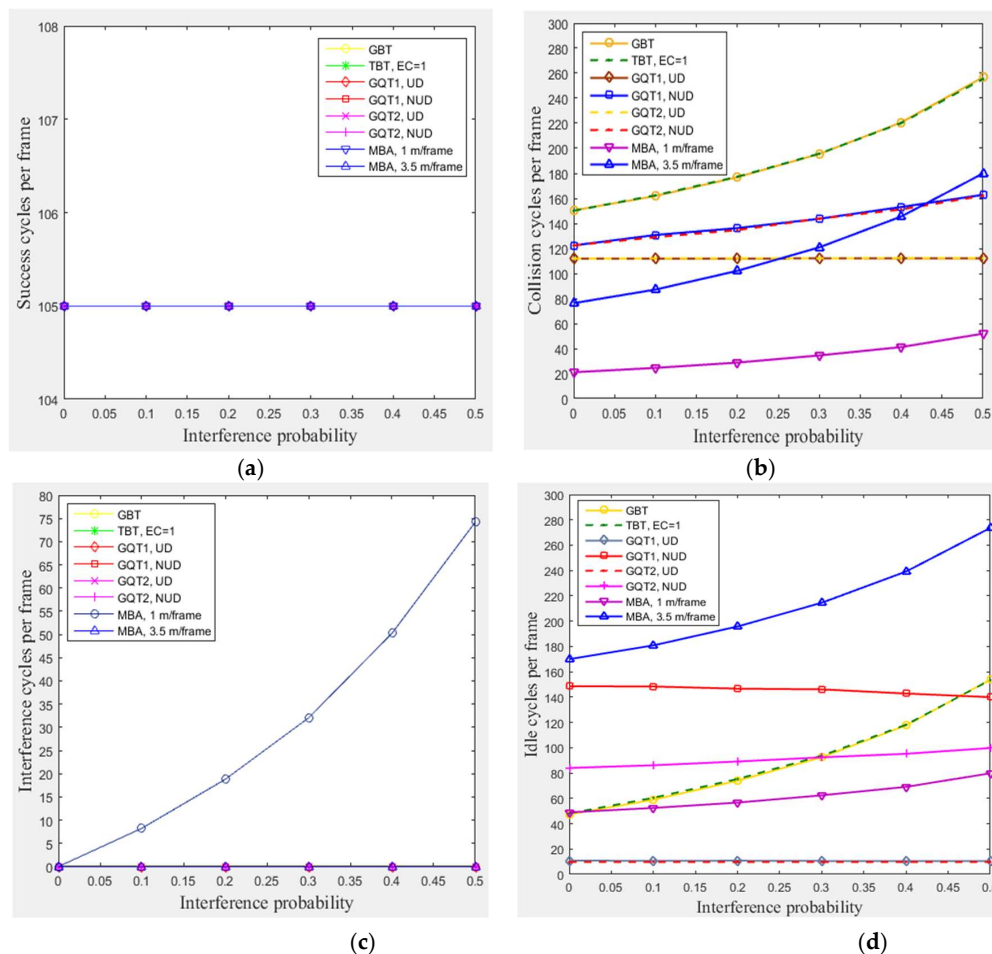 108
107
106
105
104
Success cycles per frame
GBT
TBT, EC=1
GQT1, UD
GQT1, NUD
GQT2, UD
GQT2, NUD
MBA, 1 m/frame
MBA, 3.5 m/frame
0 0.05 0.1 0.15 0.2 0.25 0.3 0.35 0.4 0.45 0.5
Interference probability
(a)
300
280
260
240
220
200
180
160
140
120
100
80
60
40
20
0
Collision cycles per frame
GBT
TBT, EC=1
GQT1, UD
GQT1, NUD
GQT2, UD
GQT2, NUD
MBA, 1 m/frame
MBA, 3.5 m/frame
0 0.05 0.1 0.15 0.2 0.25 0.3 0.35 0.4 0.45 0.5
Interference probability
(b)
80
75
70
65
60
55
50
45
40
35
30
25
20
15
10
5
0
Interference cycles per frame
GBT
TBT, EC=1
GQT1, UD
GQT1, NUD
GQT2, UD
GQT2, NUD
MBA, 1 m/frame
MBA, 3.5 m/frame
0 0.05 0.1 0.15 0.2 0.25 0.3 0.35 0.4 0.45 0.5
Interference probability
(c)
300
280
260
240
220
200
180
160
140
120
100
80
60
40
20
0
Idle cycles per frame
GBT
TBT, EC=1
GQT1, UD
GQT1, NUD
GQT2, UD
GQT2, NUD
MBA, 1 m/frame
MBA, 3.5 m/frame
0 0.05 0.1 0.15 0.2 0.25 0.3 0.35 0.4 0.45
Interference probability
(d)